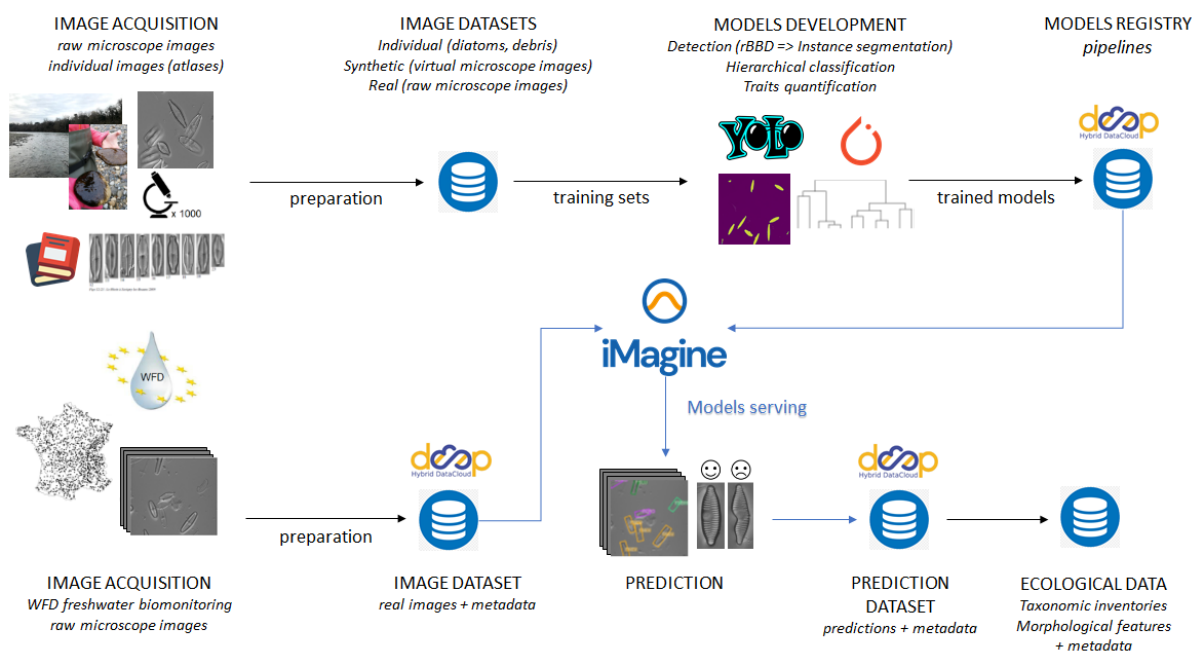 IMAGE ACQUISITION
raw microscope images
individual images (atlases)
IMAGE DATASETS
Individual (diatoms, debris)
Synthetic (virtual microscope images)
Real (raw microscope images)
MODELS DEVELOPMENT
Detection (rBBD => Instance segmentation)
Hierarchical classification
Traits quantification
MODELS REGISTRY
pipelines
x 1000
preparation
training sets
YOLO
trained models
deep
Hybrid DataCloud
iMagine
Models serving
WFD
preparation
deep
Hybrid DataCloud
deep
Hybrid DataCloud
IMAGE ACQUISITION
WFD freshwater biomonitoring
raw microscope images
IMAGE DATASET
real images + metadata
PREDICTION
PREDICTION
DATASET
predictions + metadata
ECOLOGICAL DATA
Taxonomic inventories
Morphological features
+ metadata